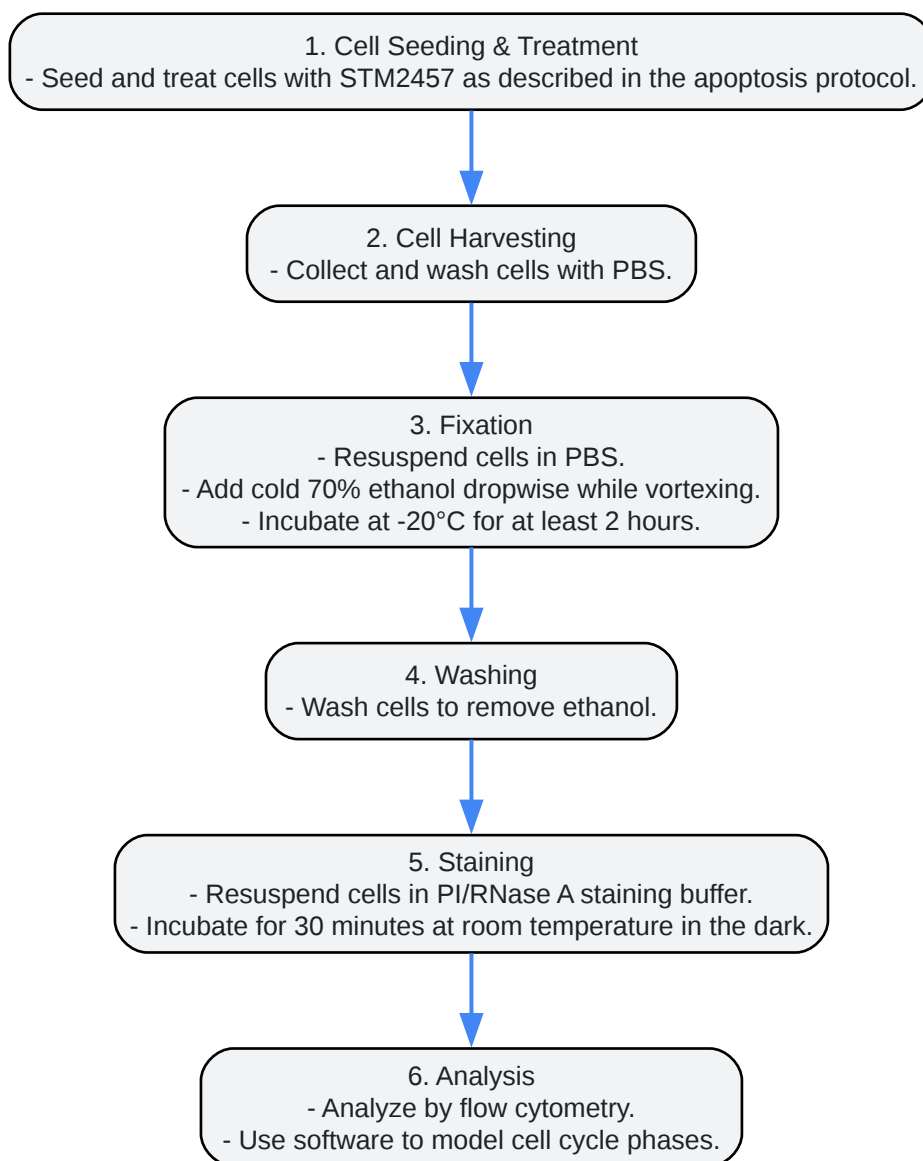 1. Cell Seeding & Treatment
- Seed and treat cells with STM2457 as described in the apoptosis protocol.
2. Cell Harvesting
- Collect and wash cells with PBS.
3. Fixation
- Resuspend cells in PBS.
- Add cold 70% ethanol dropwise while vortexing.
- Incubate at -20°C for at least 2 hours.
4. Washing
- Wash cells to remove ethanol.
5. Staining
- Resuspend cells in PI/RNase A staining buffer.
- Incubate for 30 minutes at room temperature in the dark.
6. Analysis
- Analyze by flow cytometry.
- Use software to model cell cycle phases.